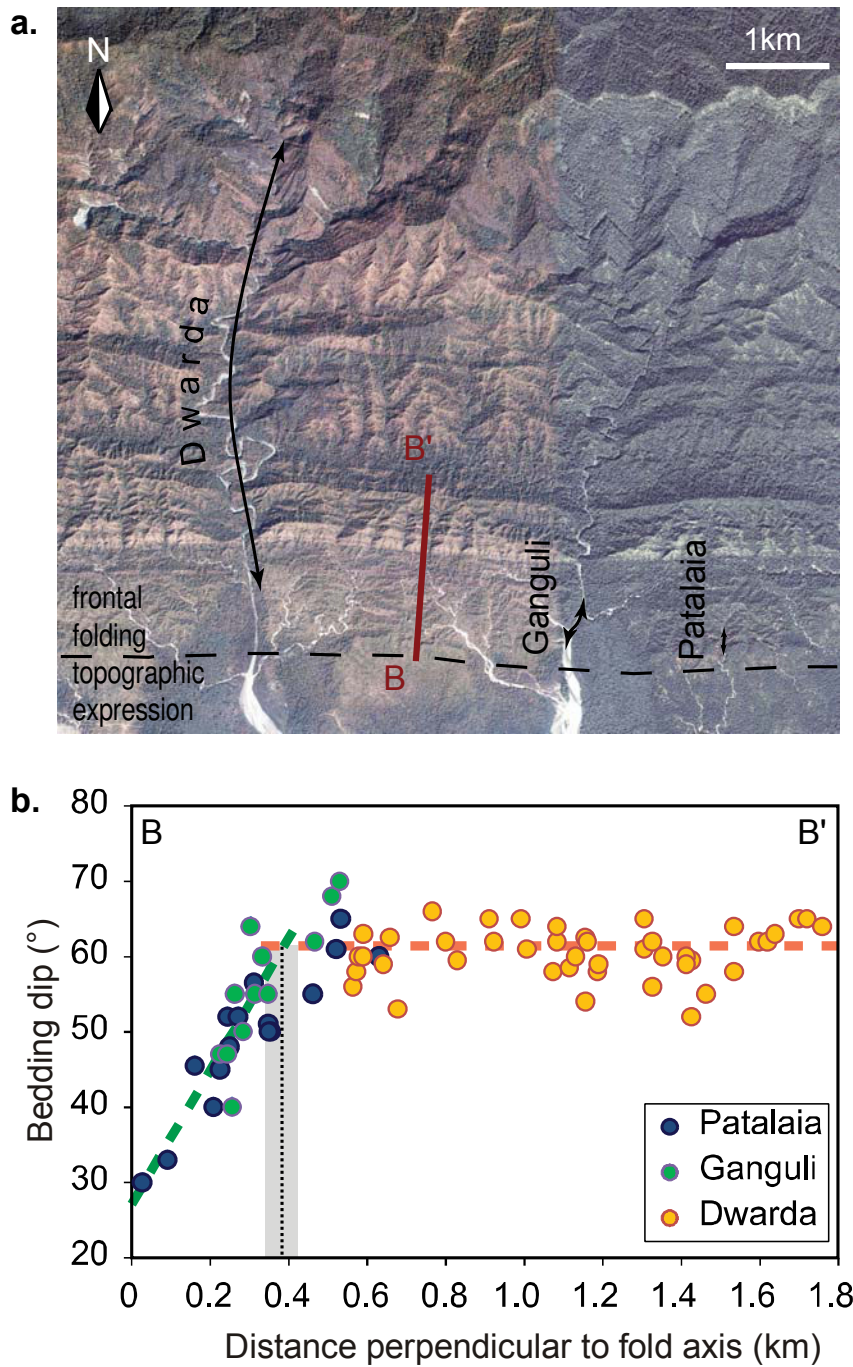 a.
N
1km
Dwarda
B'
Ganguli
Patalaia
frontal
folding
topographic
expression
B
b.
80
70
60
50
40
30
20
B
B'
Patalaia
Ganguli
Dwarda
0
0.2
0.4
0.6
0.8
1.0
1.2
1.4
1.6
1.8
Bedding dip (°)
Distance perpendicular to fold axis (km)